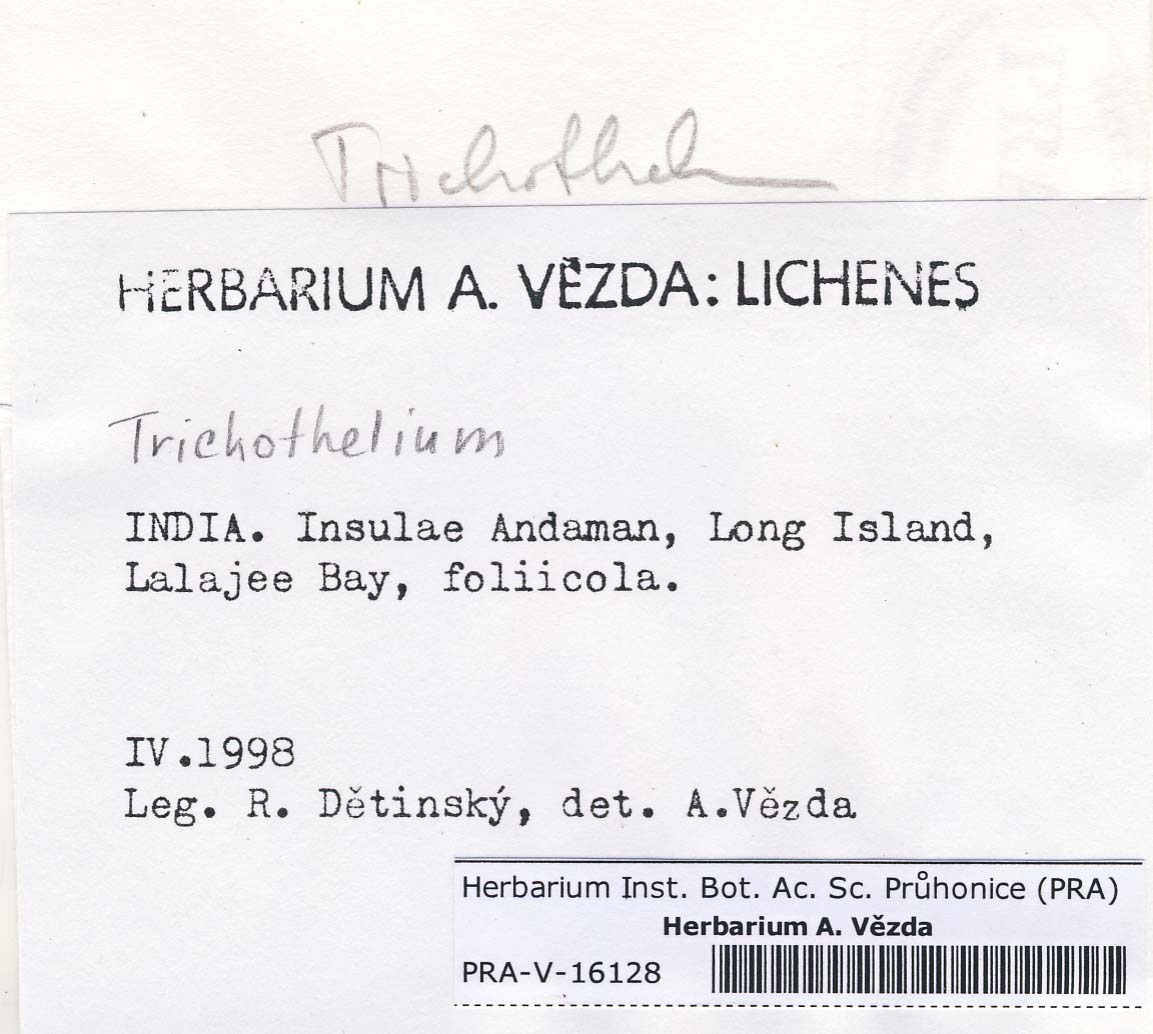 Trichothel
HERBARIUM A. VĚZDA: LICHENES
Trichothelium
INDIA. Insulae Andaman, Long Island,
Lalajee Bay, foliicola.
IV.1998
Leg. R. Dětinský, det. A.Vězda
Herbarium Inst. Bot. Ac. Sc. Průhonice (PRA)
Herbarium A. Vězda
PRA-V-16128